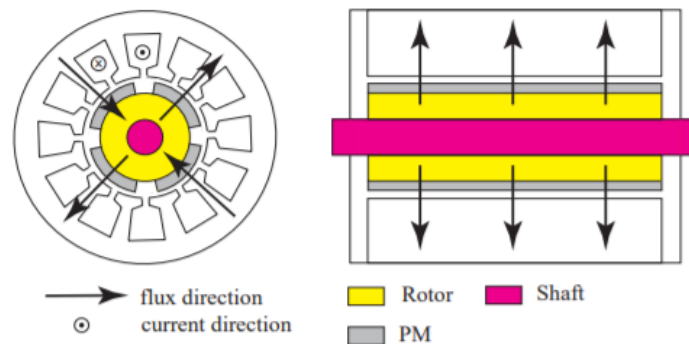 flux direction
current direction
Rotor
Shaft
PM